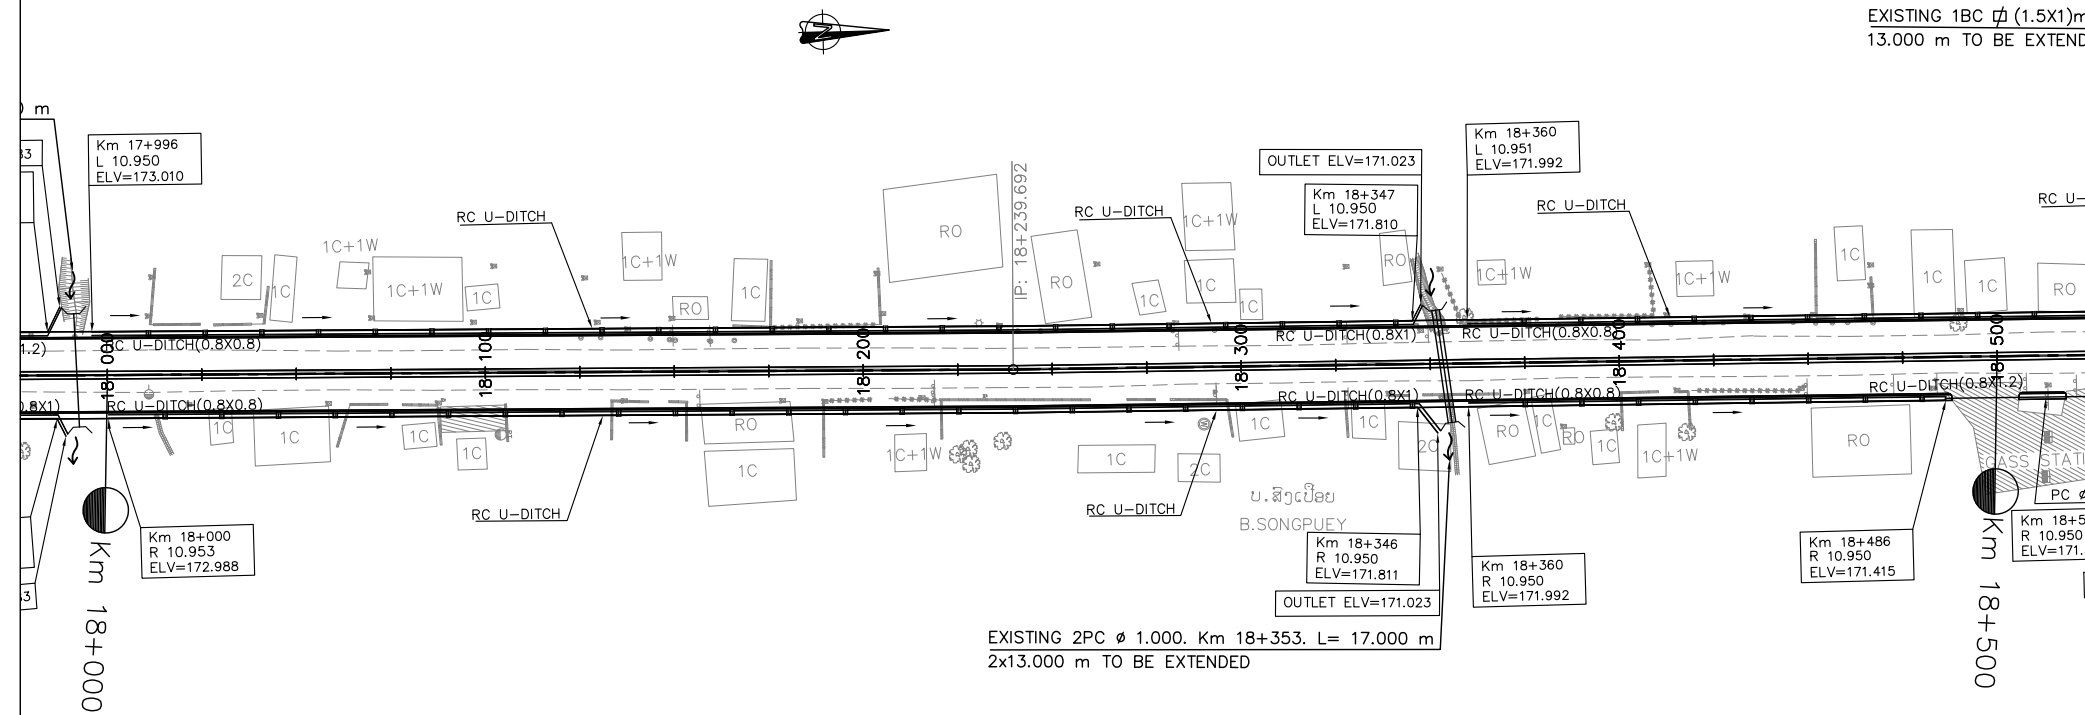 EXISTING 1BC (1.5X1)m
13.000 m TO BE EXTEND
N
m
Km 17+996
L 10.950
ELV=173.010
Km 18+360
L 10.951
ELV=171.992
OUTLET ELV=171.023
Km 18+347
L 10.950
ELV=171.810
RC U-DITCH
RC U-DITCH
RC U-DITCH
RC U-
IP: 18+239.692
1C+1W
2C
1C
1C+1W
1C
1C+1W
RO
1C
RO
RO
1C
1C+1W
1C
1C
RO
1C+1W
1C+1W
1C
1C
1C
RO
1.2)
RC U-DITCH(0.8X0.8)
RC U-DITCH(0.8X1)
RC U-DITCH(0.8X0.8)
18+000
18+100
18+200
18+300
18+400
18+500
0.8X1)
RC U-DITCH(0.8X0.8)
RC U-DITCH(0.8X1)
RC U-DITCH(0.8X0.8)
RC U-DITCH(0.8X1.2)
1C
1C
1C
1C
RO
1C
1C+1W
1C
2C
1C
1C
2C
RO
1C
RO
1C
1C+1W
RO
GASS STATI
RC U-DITCH
RC U-DITCH
ບ.ສົງເປືອຍ
B.SONGPUEY
PC ø
Km 18+000
R 10.953
ELV=172.988
Km 18+346
R 10.950
ELV=171.811
Km 18+360
R 10.950
ELV=171.992
Km 18+486
R 10.950
ELV=171.415
Km 18+5
R 10.950
ELV=171.
OUTLET ELV=171.023
Km 18+000
Km 18+500
EXISTING 2PC ø 1.000. Km 18+353. L= 17.000 m
2x13.000 m TO BE EXTENDED